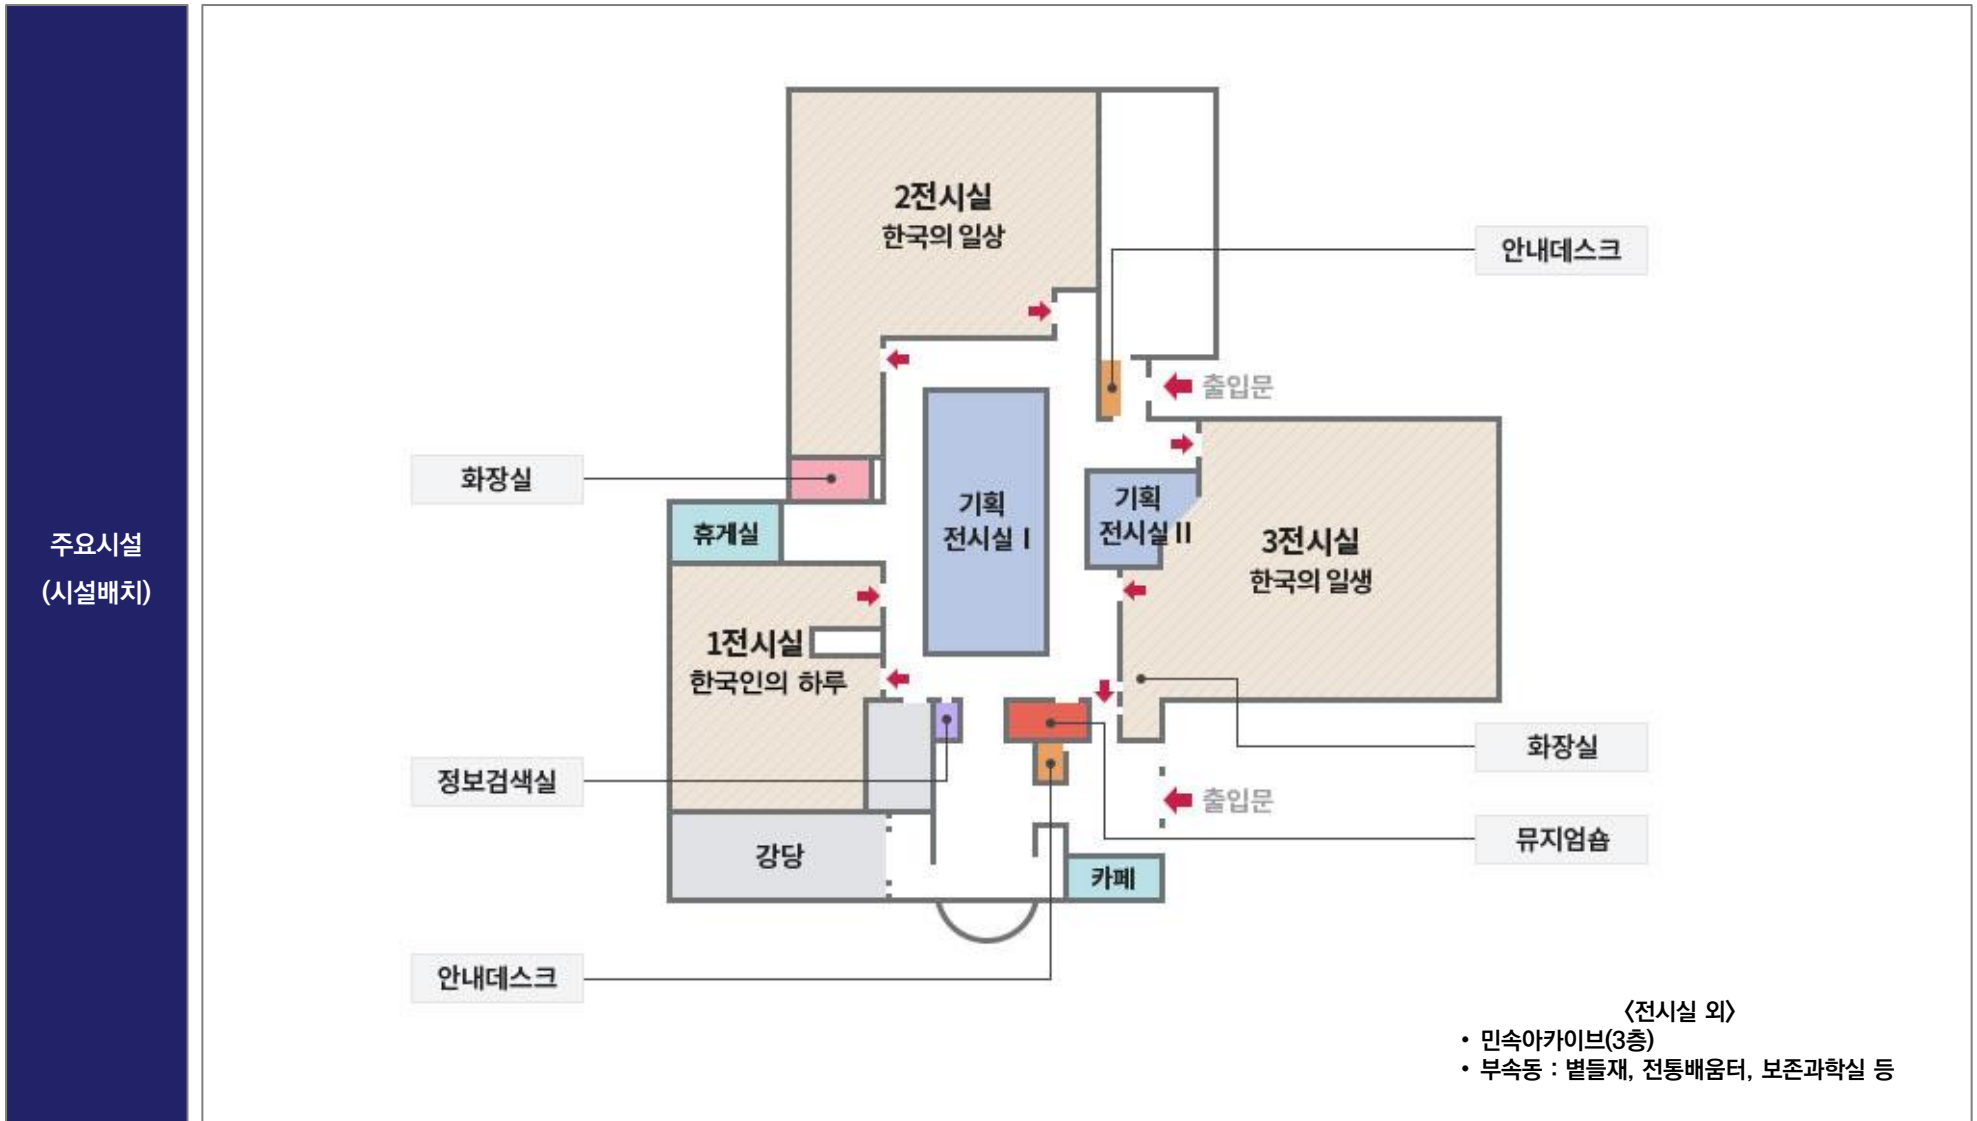 주요시설
(시설배치)
2전시실
한국의 일상
안내데스크
출입문
화장실
휴게실
기획
전시실 Ⅰ
기획
전시실 Ⅱ
3전시실
한국의 일생
1전시실
한국인의 하루
정보검색실
화장실
출입문
뮤지엄숍
강당
카페
안내데스크
〈전시실 외〉
• 민속아카이브(3층)
• 부속동 : 볕들재, 전통배움터, 보존과학실 등